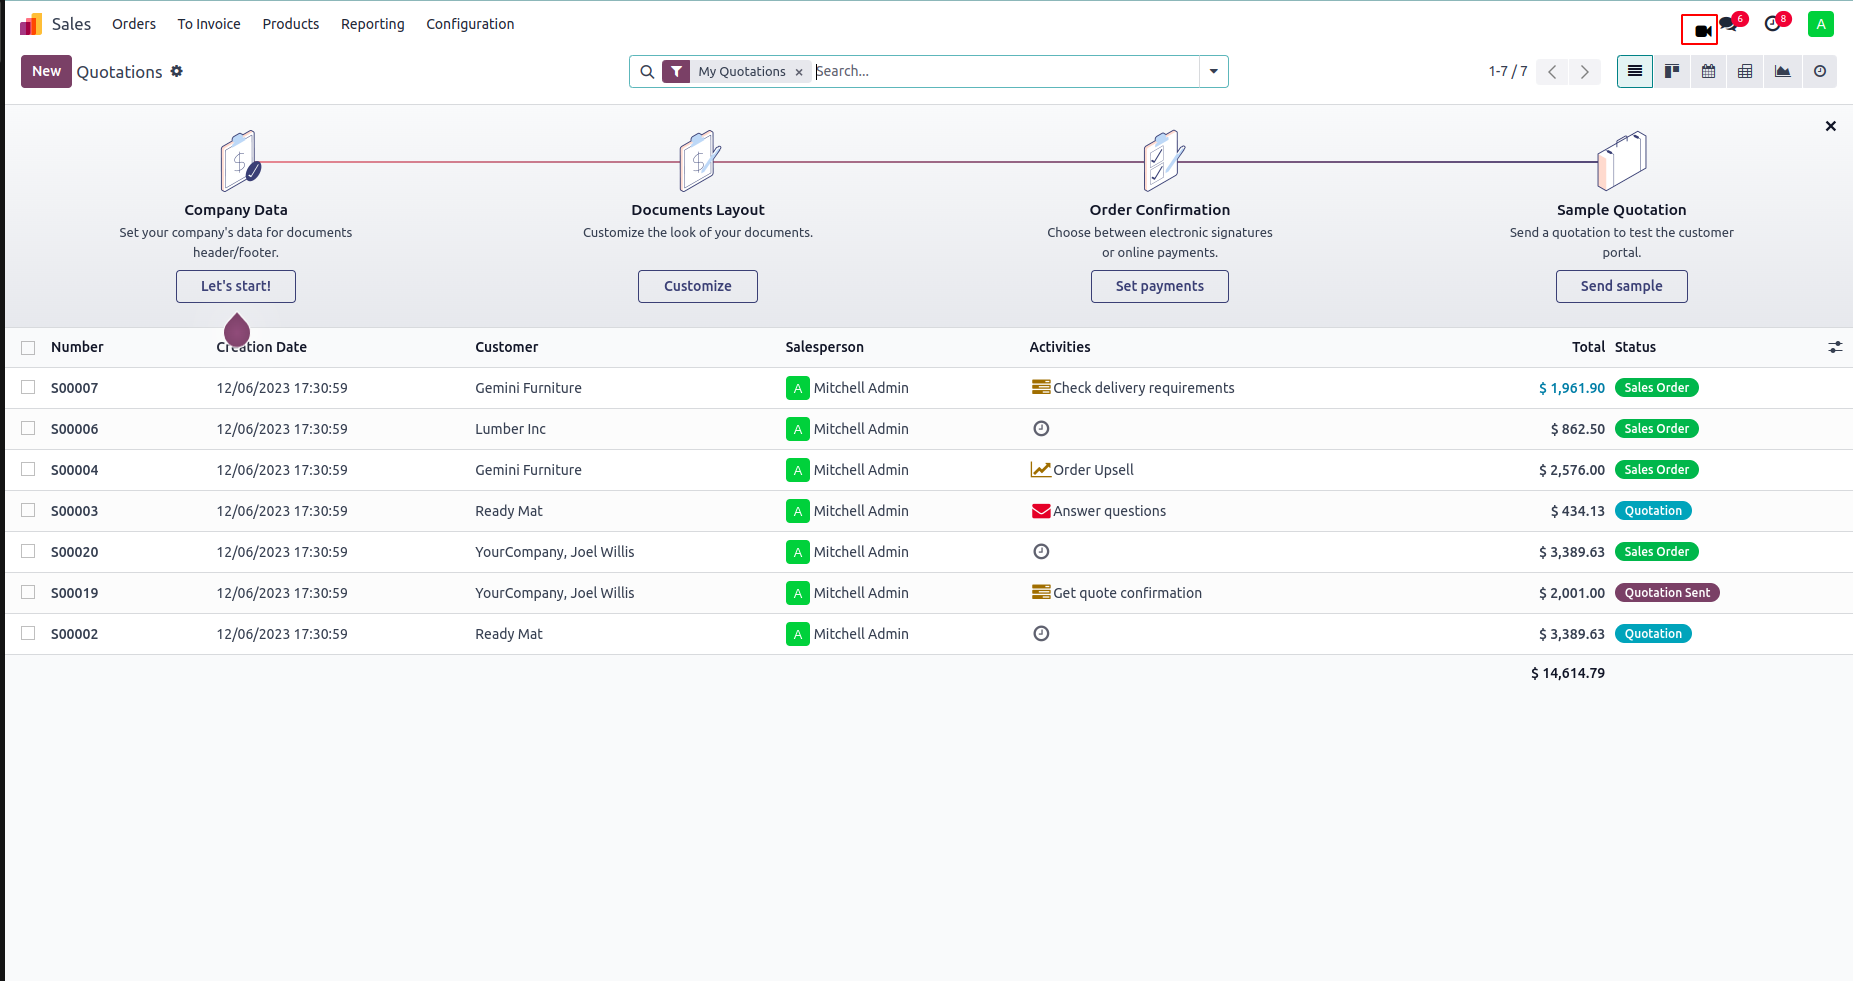 Sales Orders To Invoice Products Reporting Configuration 6 8 A
New Quotations My Quotations × Search... 1-7 / 7
Company Data
Set your company's data for documents
header/footer.
Let's start!
Documents Layout
Customize the look of your documents.
Customize
Order Confirmation
Choose between electronic signatures
or online payments.
Set payments
Sample Quotation
Send a quotation to test the customer
portal.
Send sample
Number Creation Date Customer Salesperson Activities Total Status
S00007 12/06/2023 17:30:59 Gemini Furniture A Mitchell Admin Check delivery requirements $ 1,961.90 Sales Order
S00006 12/06/2023 17:30:59 Lumber Inc A Mitchell Admin $ 862.50 Sales Order
S00004 12/06/2023 17:30:59 Gemini Furniture A Mitchell Admin Order Upsell $ 2,576.00 Sales Order
S00003 12/06/2023 17:30:59 Ready Mat A Mitchell Admin Answer questions $ 434.13 Quotation
S00020 12/06/2023 17:30:59 YourCompany, Joel Willis A Mitchell Admin $ 3,389.63 Sales Order
S00019 12/06/2023 17:30:59 YourCompany, Joel Willis A Mitchell Admin Get quote confirmation $ 2,001.00 Quotation Sent
S00002 12/06/2023 17:30:59 Ready Mat A Mitchell Admin $ 3,389.63 Quotation
$ 14,614.79